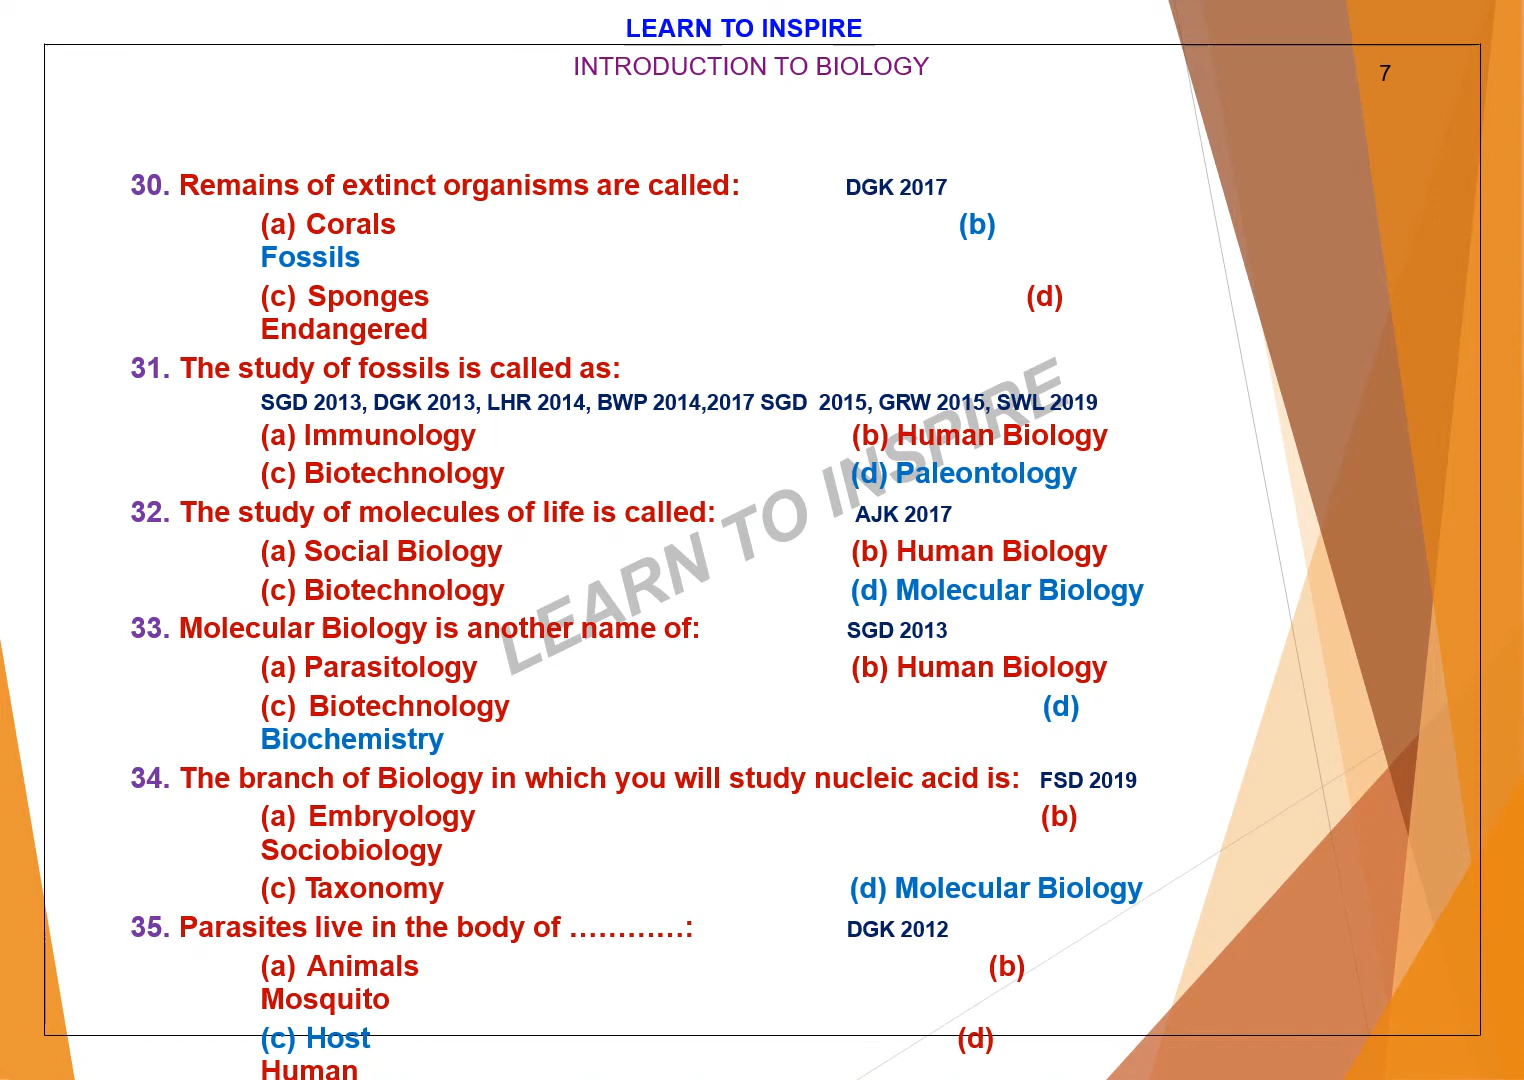 LEARN TO INSPIRE
INTRODUCTION TO BIOLOGY
7
30. Remains of extinct organisms are called: DGK 2017
(a) Corals (b)
Fossils
(c) Sponges (d)
Endangered
31. The study of fossils is called as:
SGD 2013, DGK 2013, LHR 2014, BWP 2014,2017 SGD 2015, GRW 2015, SWL 2019
(a) Immunology (b) Human Biology
(c) Biotechnology (d) Paleontology
32. The study of molecules of life is called: AJK 2017
(a) Social Biology (b) Human Biology
(c) Biotechnology (d) Molecular Biology
33. Molecular Biology is another name of: SGD 2013
(a) Parasitology (b) Human Biology
(c) Biotechnology (d)
Biochemistry
34. The branch of Biology in which you will study nucleic acid is: FSD 2019
(a) Embryology (b)
Sociobiology
(c) Taxonomy (d) Molecular Biology
35. Parasites live in the body of …………: DGK 2012
(a) Animals (b)
Mosquito
(c) Host (d)
Human
LEARN TO INSPIRE